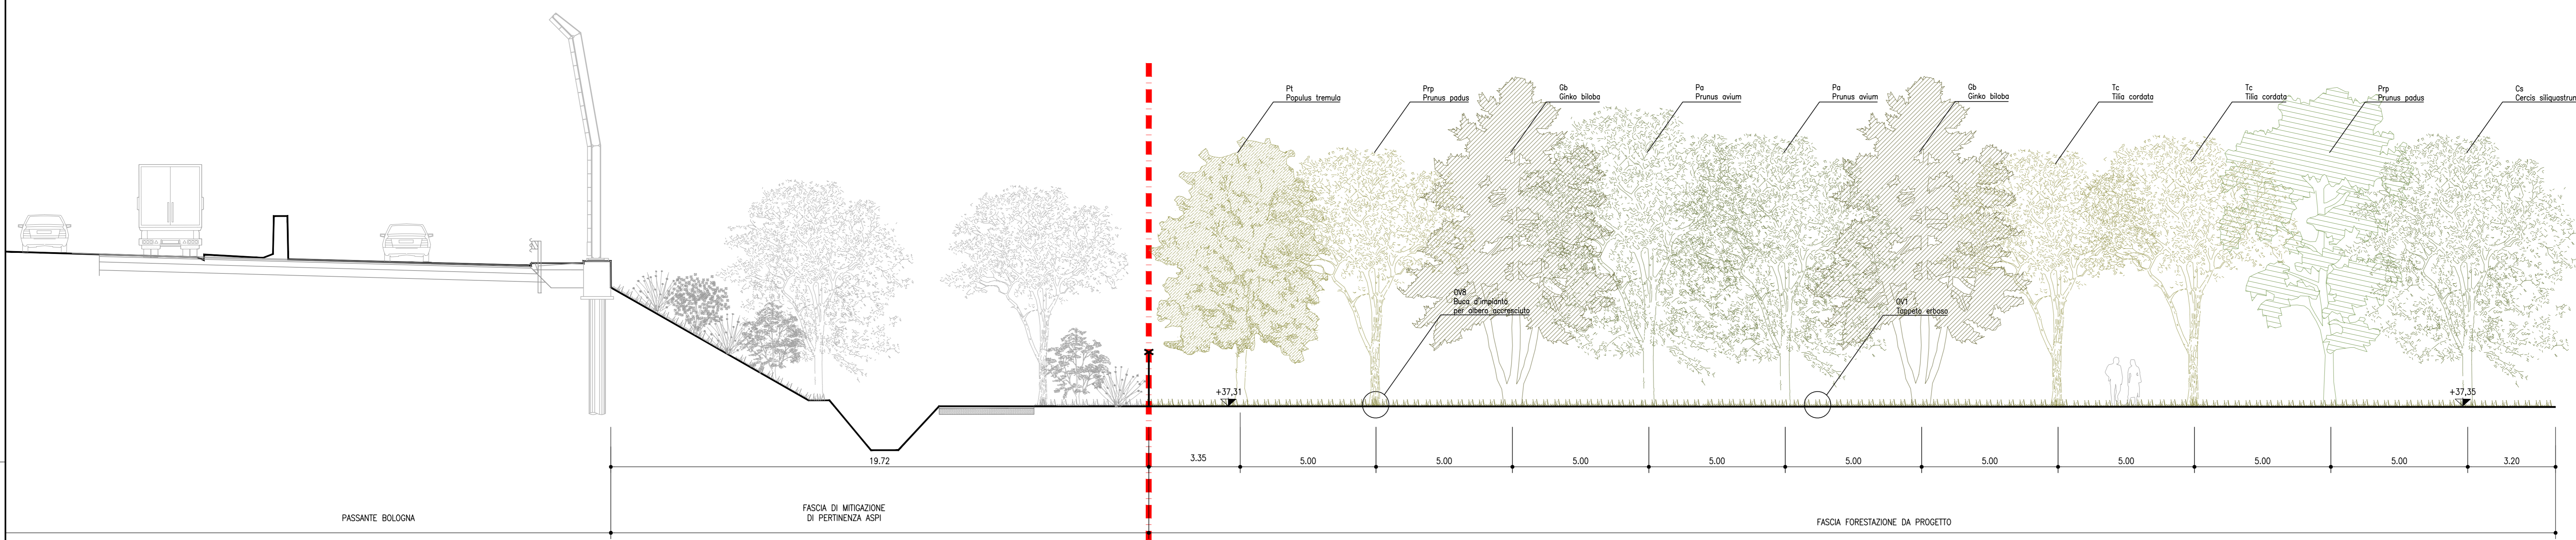 Pt
Populus tremula
Prp
Prunus padus
Gb
Ginko biloba
Pa
Prunus avium
Pa
Prunus avium
Gb
Ginko biloba
Tc
Tilia cordata
Tc
Tilia cordata
Prp
Prunus padus
Cs
Cercis siliquastrum
OV8
Buca d'impianto
per albero accresciuto
OV1
Tappeto erboso
+37,31
+37,35
19.72
3.35
5.00
5.00
5.00
5.00
5.00
5.00
5.00
5.00
5.00
3.20
PASSANTE BOLOGNA
FASCIA DI MITIGAZIONE
DI PERTINENZA ASPI
FASCIA FORESTAZIONE DA PROGETTO